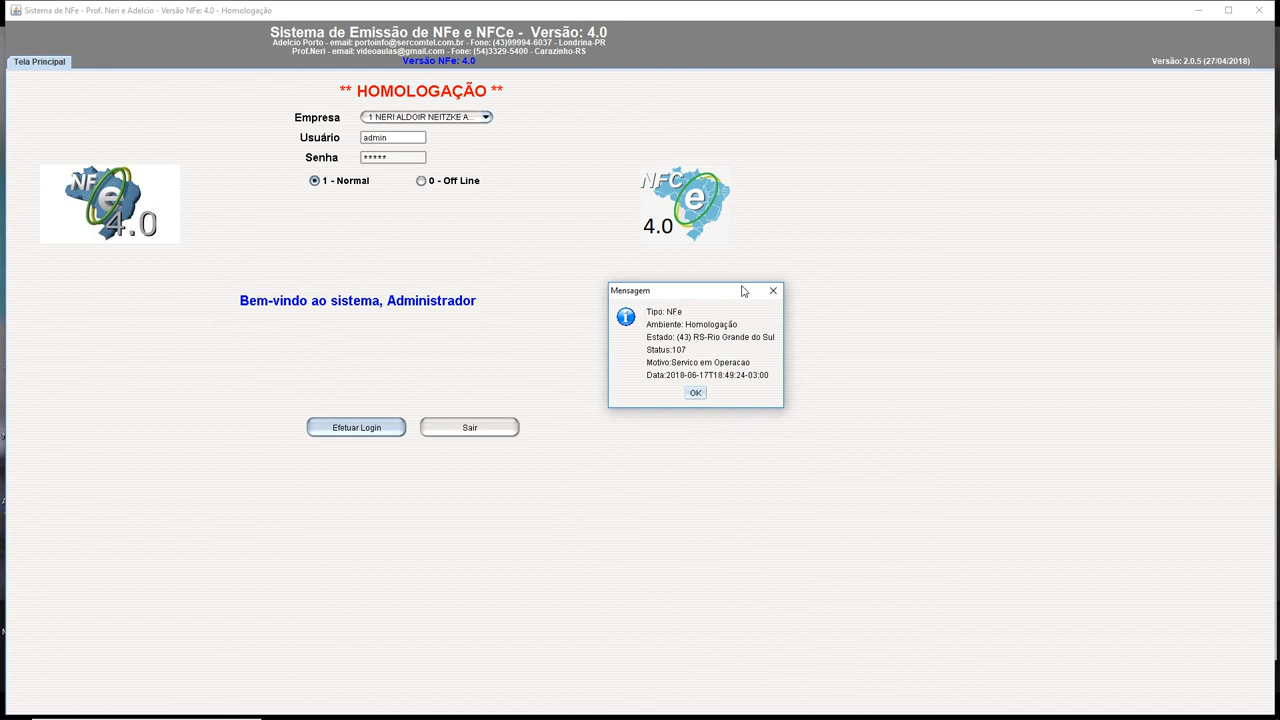 Sistema de NFe - Prof. Neri e Adelcio - Versão NFe: 4.0 - Homologação
Sistema de Emissão de NFe e NFCe - Versão: 4.0
Adelcio Porto - email: portoinfo@sercomtel.com.br - Fone: (43)99994-6037 - Londrina-PR
Prof.Neri - email: videoaulas@gmail.com - Fone: (54)3329-5400 - Carazinho-RS
Versão NFe: 4.0
Tela Principal
Versão: 2.0.5 (27/04/2018)
** HOMOLOGAÇÃO **
Empresa 1 NERI ALDOIR NEITZKE A...
Usuário admin
Senha *****
1 - Normal 0 - Off Line
NF e 4.0
NFC e 4.0
Bem-vindo ao sistema, Administrador
Mensagem
Tipo: NFe
Ambiente: Homologação
Estado: (43) RS-Rio Grande do Sul
Status:107
Motivo:Servico em Operacao
Data:2018-06-17T18:49:24-03:00
OK
Efetuar Login Sair